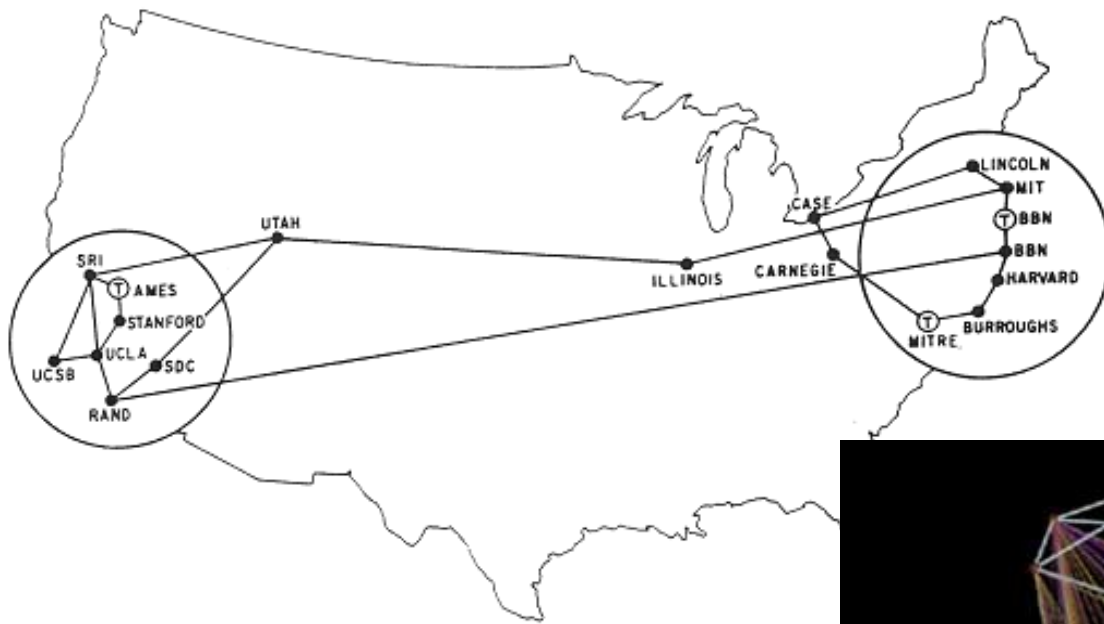 LINCOLN
MIT
CASE
T BBN
UTAH
BBN
SRI
ILLINOIS
CARNEGIE
HARVARD
T AMES
STANFORD
T
BURROUGHS
MITRE
UCLA
SDC
UCSB
RAND